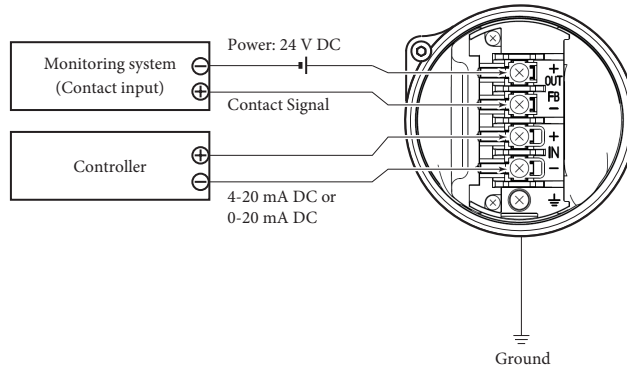 Power: 24 V DC
Monitoring system
(Contact input)
−
+
Contact Signal
Controller
+
−
4-20 mA DC or
0-20 mA DC
+
OUT
FB
−
+
IN
−
Ground